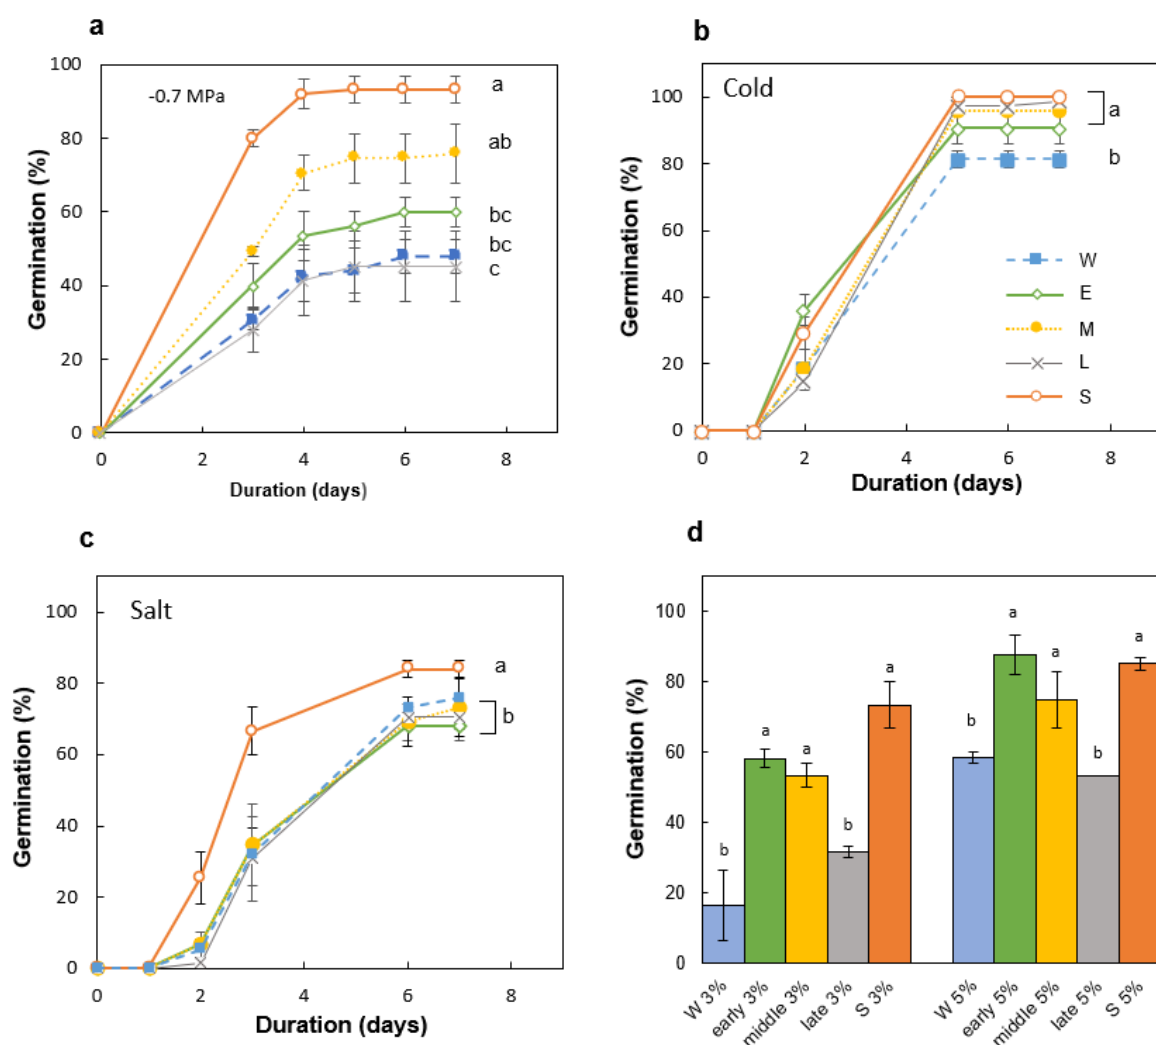 a
-0.7 MPa
Germination (%)
100
80
60
40
20
0
a
ab
bc
bc
c
0 2 4 6 8
Duration (days)
b
Cold
Germination (%)
100
80
60
40
20
0
a
b
W
E
M
L
S
0 2 4 6 8
Duration (days)
c
Salt
Germination (%)
100
80
60
40
20
0
a
b
0 2 4 6 8
Duration (days)
d
Germination (%)
100
80
60
40
20
0
b a a b a b a a b a
W 3% early 3% middle 3% late 3% S 3% W 5% early 5% middle 5% late 5% S 5%